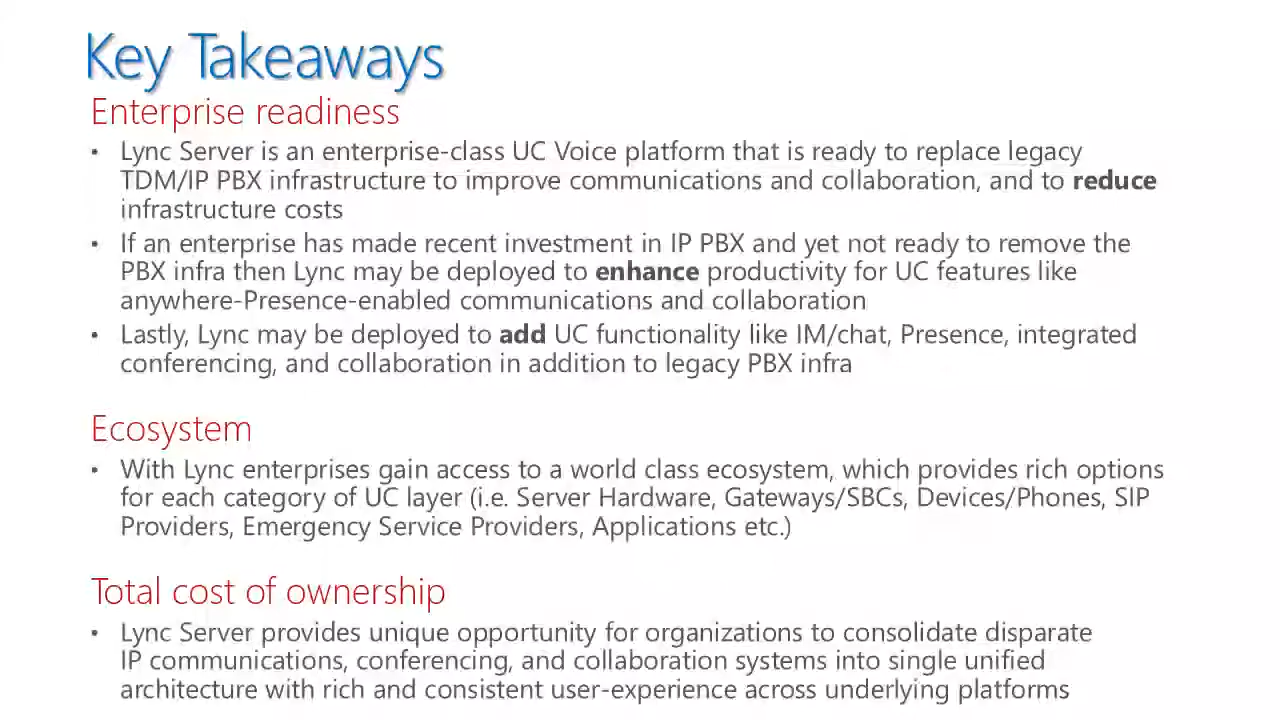 Key Takeaways
Enterprise readiness
• Lync Server is an enterprise-class UC Voice platform that is ready to replace legacy
TDM/IP PBX infrastructure to improve communications and collaboration, and to reduce
infrastructure costs
• If an enterprise has made recent investment in IP PBX and yet not ready to remove the
PBX infra then Lync may be deployed to enhance productivity for UC features like
anywhere-Presence-enabled communications and collaboration
• Lastly, Lync may be deployed to add UC functionality like IM/chat, Presence, integrated
conferencing, and collaboration in addition to legacy PBX infra
Ecosystem
• With Lync enterprises gain access to a world class ecosystem, which provides rich options
for each category of UC layer (i.e. Server Hardware, Gateways/SBCs, Devices/Phones, SIP
Providers, Emergency Service Providers, Applications etc.)
Total cost of ownership
• Lync Server provides unique opportunity for organizations to consolidate disparate
IP communications, conferencing, and collaboration systems into single unified
architecture with rich and consistent user-experience across underlying platforms